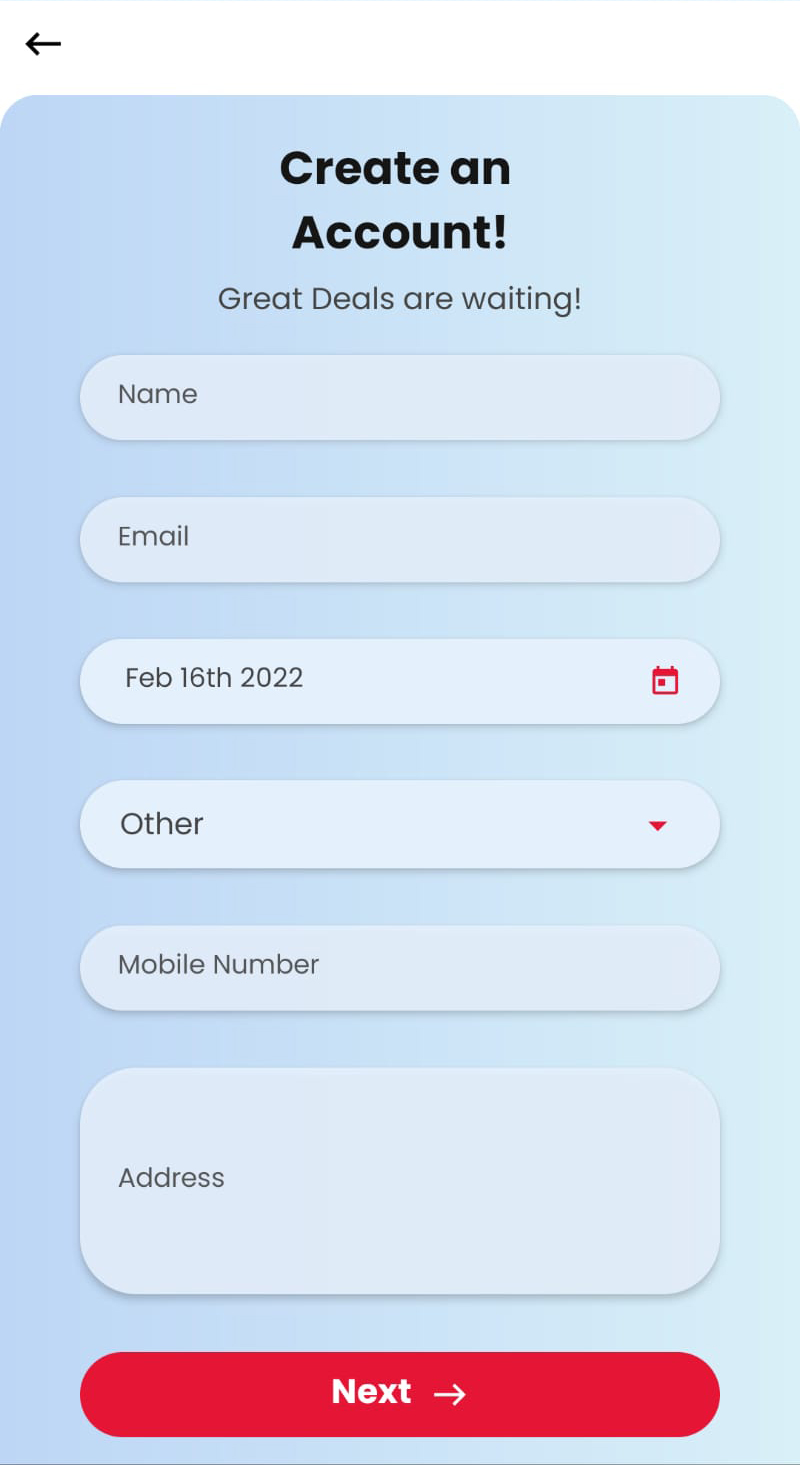 Create an
Account!
Great Deals are waiting!
Name
Email
Feb 16th 2022
Other
Mobile Number
Address
Next